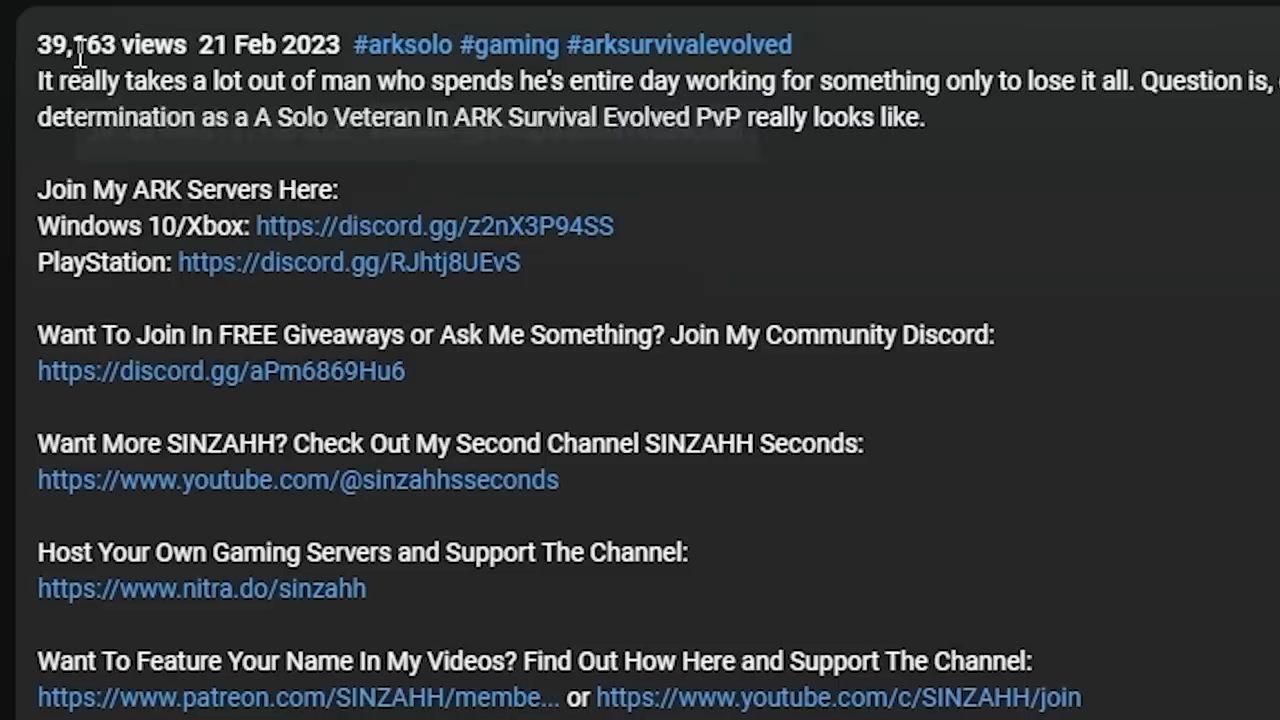 views 21 Feb 2023 #arksolo #gaming #arksurvivalevolved
It really takes a lot out of man who spends he's entire day working for something only to lose it all. Question is,
determination as a A Solo Veteran In ARK Survival Evolved PvP really looks like.
Join My ARK Servers Here:
Windows 10/Xbox: https://discord.gg/z2nX3P94SS
PlayStation: https://discord.gg/RJhtj8UEvS
Want To Join In FREE Giveaways or Ask Me Something? Join My Community Discord:
https://discord.gg/aPm6869Hu6
Want More SINZAHH? Check Out My Second Channel SINZAHH Seconds:
https://www.youtube.com/@sinzahhsseconds
Host Your Own Gaming Servers and Support The Channel:
https://www.nitra.do/sinzahh
Want To Feature Your Name In My Videos? Find Out How Here and Support The Channel:
https://www.patreon.com/SINZAHH/membe... or https://www.youtube.com/c/SINZAHH/join